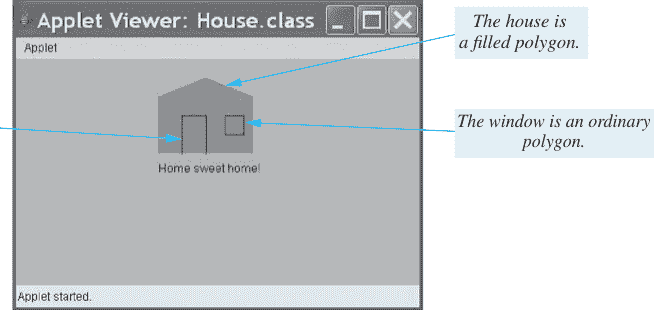 Applet Viewer: House.class
Applet
The house is
a filled polygon.
The window is an ordinary
polygon.
Home sweet home!
Applet started.